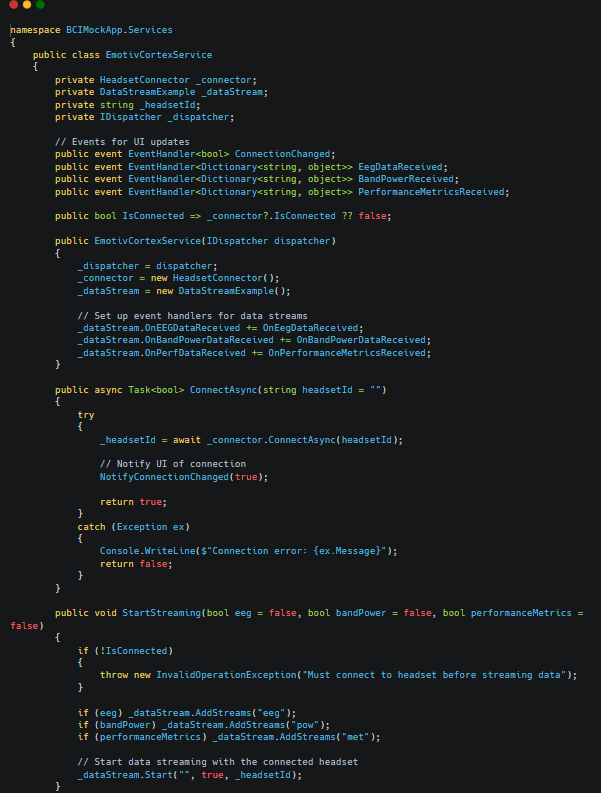 namespace BCIMockApp.Services
{
    public class EmotivCortexService
    {
        private HeadsetConnector _connector;
        private DataStreamExample _dataStream;
        private string _headsetId;
        private IDispatcher _dispatcher;

        // Events for UI updates
        public event EventHandler<bool> ConnectionChanged;
        public event EventHandler<Dictionary<string, object>> EegDataReceived;
        public event EventHandler<Dictionary<string, object>> BandPowerReceived;
        public event EventHandler<Dictionary<string, object>> PerformanceMetricsReceived;

        public bool IsConnected => _connector?.IsConnected ?? false;

        public EmotivCortexService(IDispatcher dispatcher)
        {
            _dispatcher = dispatcher;
            _connector = new HeadsetConnector();
            _dataStream = new DataStreamExample();

            // Set up event handlers for data streams
            _dataStream.OnEEGDataReceived += OnEegDataReceived;
            _dataStream.OnBandPowerDataReceived += OnBandPowerDataReceived;
            _dataStream.OnPerfDataReceived += OnPerformanceMetricsReceived;
        }

        public async Task<bool> ConnectAsync(string headsetId = "")
        {
            try
            {
                _headsetId = await _connector.ConnectAsync(headsetId);

                // Notify UI of connection
                NotifyConnectionChanged(true);

                return true;
            }
            catch (Exception ex)
            {
                Console.WriteLine($"Connection error: {ex.Message}");
                return false;
            }
        }

        public void StartStreaming(bool eeg = false, bool bandPower = false, bool performanceMetrics =
false)
        {
            if (!IsConnected)
            {
                throw new InvalidOperationException("Must connect to headset before streaming data");
            }

            if (eeg) _dataStream.AddStreams("eeg");
            if (bandPower) _dataStream.AddStreams("pow");
            if (performanceMetrics) _dataStream.AddStreams("met");

            // Start data streaming with the connected headset
            _dataStream.Start("", true, _headsetId);
        }